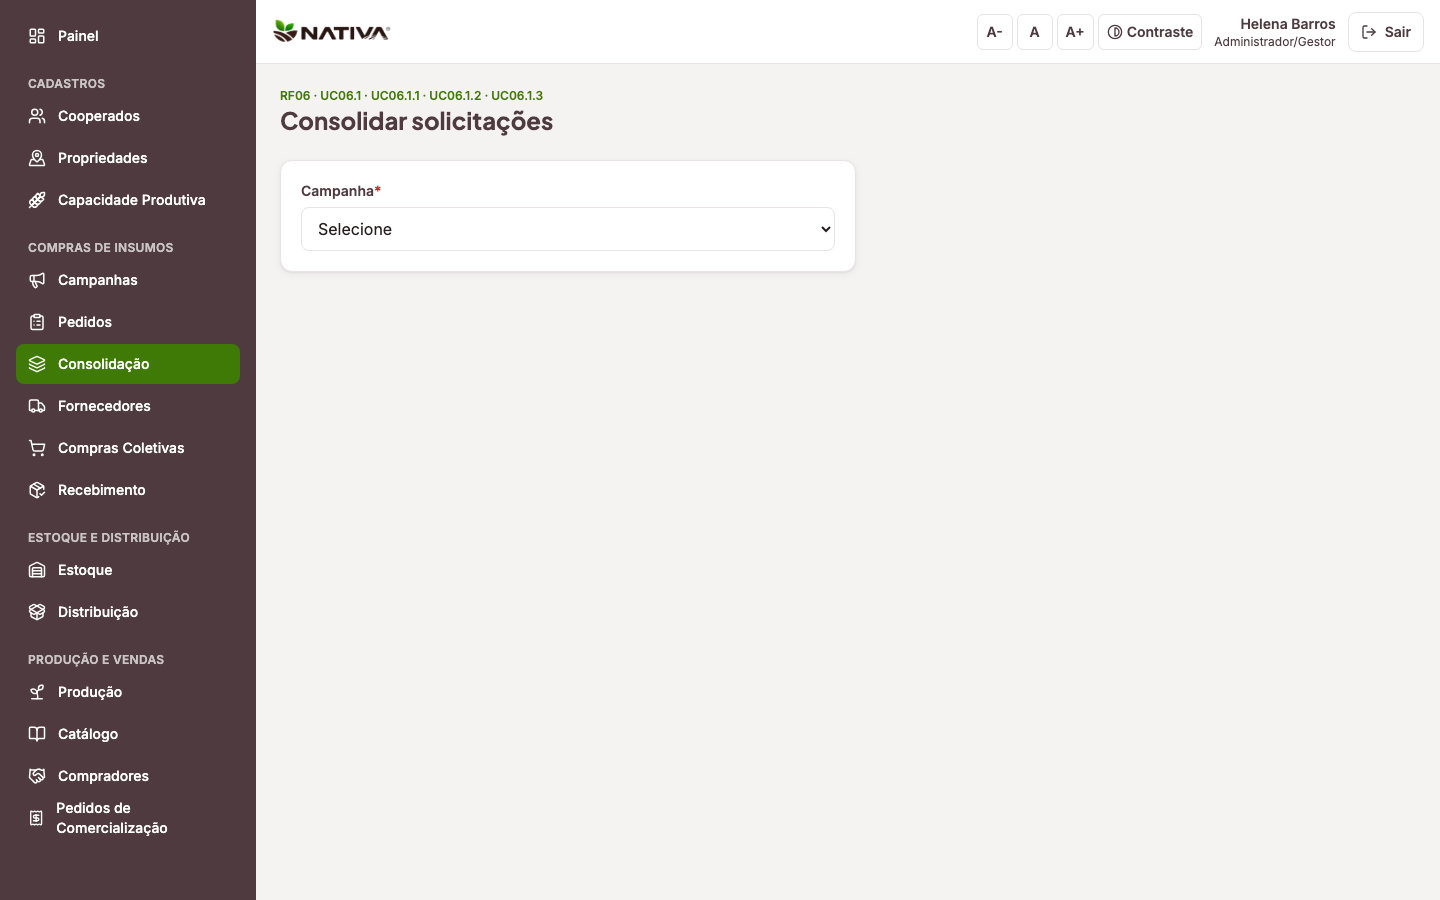 Painel
CADASTROS
Cooperados
Propriedades
Capacidade Produtiva
COMPRAS DE INSUMOS
Campanhas
Pedidos
Consolidação
Fornecedores
Compras Coletivas
Recebimento
ESTOQUE E DISTRIBUIÇÃO
Estoque
Distribuição
PRODUÇÃO E VENDAS
Produção
Catálogo
Compradores
Pedidos de
Comercialização
NATIVA
A-
A
A+
Contraste
Helena Barros
Administrador/Gestor
Sair
RF06 · UC06.1 · UC06.1.1 · UC06.1.2 · UC06.1.3
Consolidar solicitações
Campanha*
Selecione